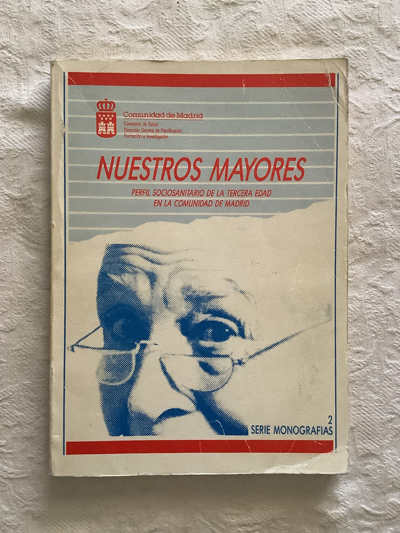 Comunidad de Madrid
Consejería de Salud
Dirección General de Planificación,
Formación e Investigación
NUESTROS MAYORES
PERFIL SOCIOSANITARIO DE LA TERCERA EDAD
EN LA COMUNIDAD DE MADRID
2
SERIE MONOGRAFIAS